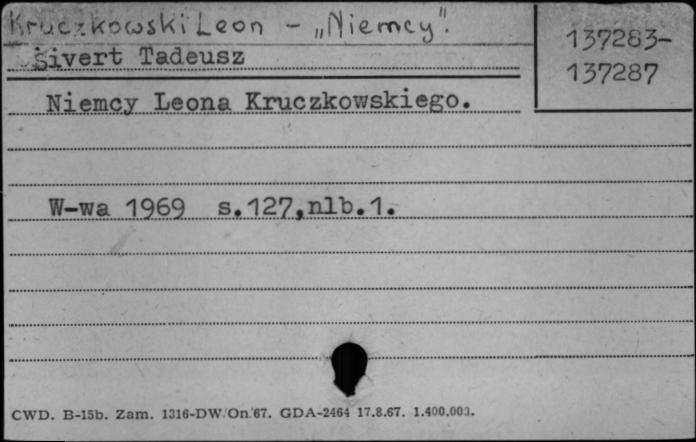 Kruczkowski Leon - „Niemcy".
137283-
Sivert Tadeusz
137287
Niemcy Leona Kruczkowskiego.
W-wa 1969 s.127,nlb.1.
CWD. B-15b. Zam. 1316-DW/On/67. GDA-2464 17.8.67. 1.400.000.